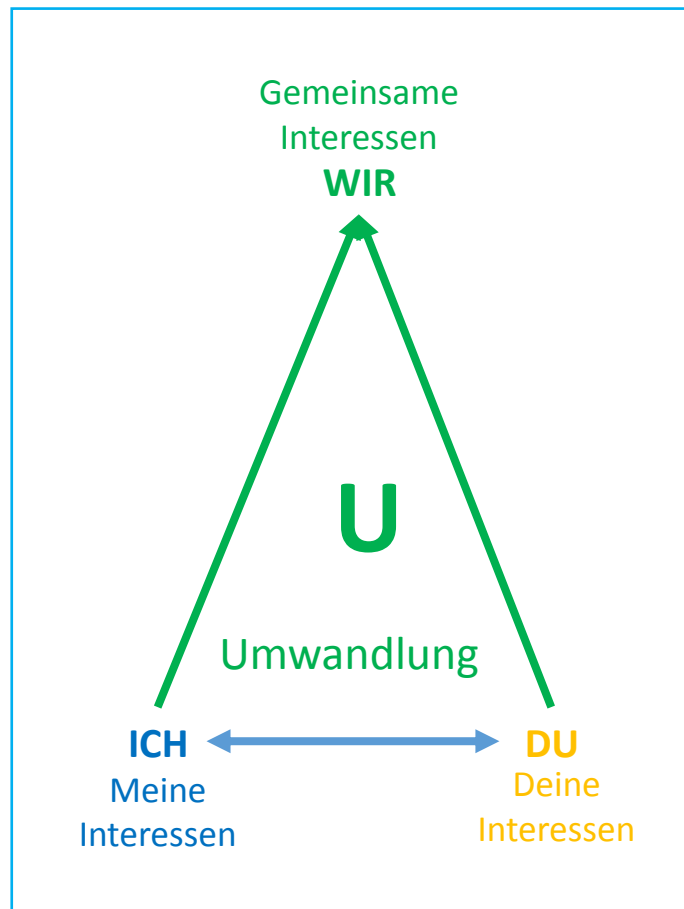 Gemeinsame
Interessen
WIR
U
Umwandlung
ICH
Meine
Interessen
DU
Deine
Interessen